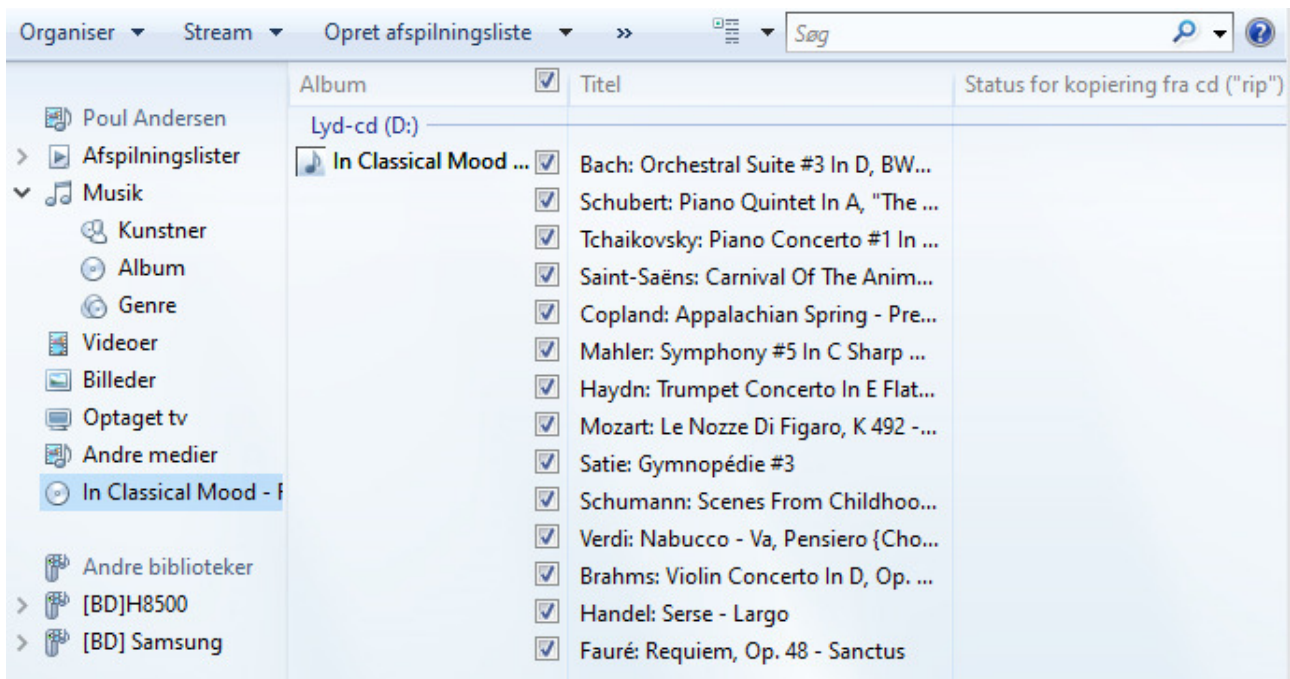 Organiser Stream Opret afspilningsliste » Søg
Album Titel Status for kopiering fra cd ("rip")
Poul Andersen
Afspilningslister
Musik
Kunstner
Album
Genre
Videoer
Billeder
Optaget tv
Andre medier
In Classical Mood - F
Andre biblioteker
[BD]H8500
[BD] Samsung
Lyd-cd (D:)
In Classical Mood ... Bach: Orchestral Suite #3 In D, BW...
Schubert: Piano Quintet In A, "The ...
Tchaikovsky: Piano Concerto #1 In ...
Saint-Saëns: Carnival Of The Anim...
Copland: Appalachian Spring - Pre...
Mahler: Symphony #5 In C Sharp ...
Haydn: Trumpet Concerto In E Flat...
Mozart: Le Nozze Di Figaro, K 492 -...
Satie: Gymnopédie #3
Schumann: Scenes From Childhoo...
Verdi: Nabucco - Va, Pensiero {Cho...
Brahms: Violin Concerto In D, Op. ...
Handel: Serse - Largo
Fauré: Requiem, Op. 48 - Sanctus